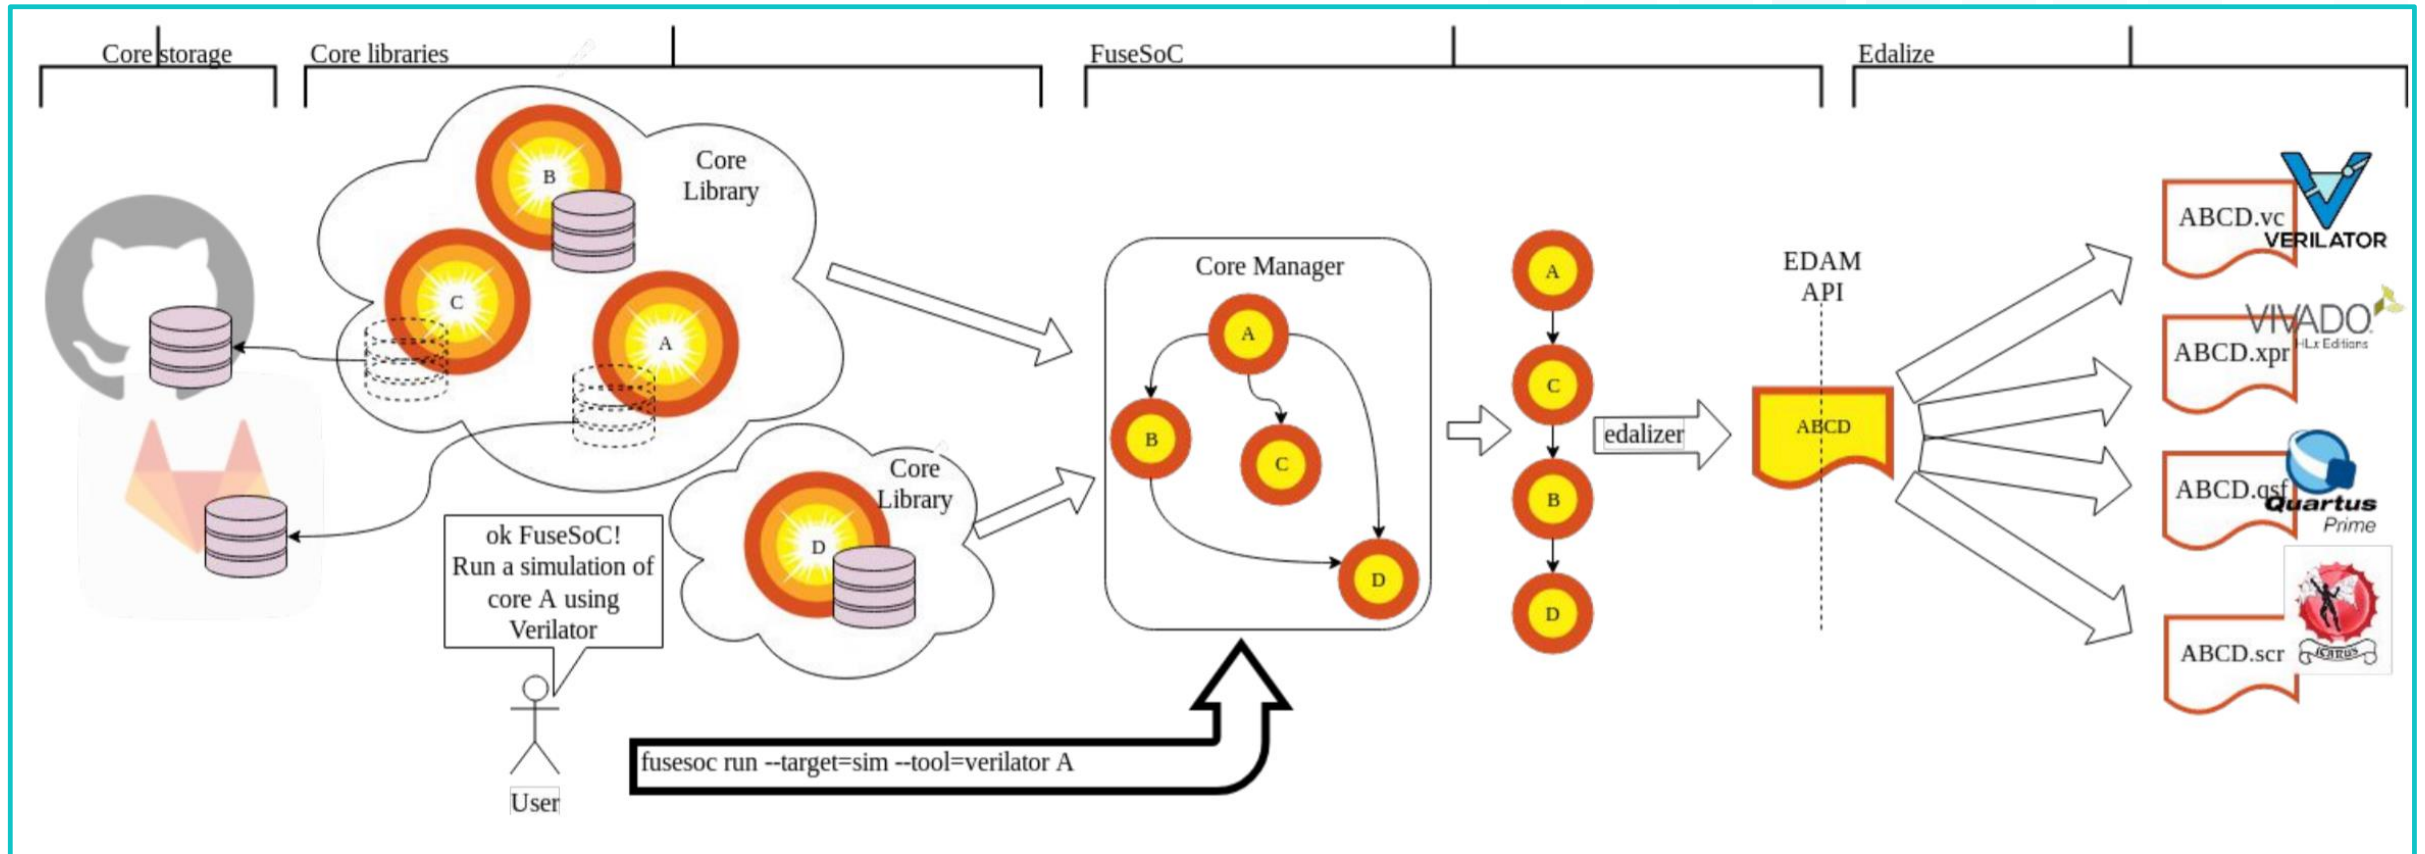 Core storage
Core libraries
FuseSoC
Edalize
B
Core
Library
C
A
D
Core
Library
ok FuseSoC!
Run a simulation of
core A using
Verilator
User
fusesoc run --target=sim --tool=verilator A
Core Manager
A
B
C
D
A
C
B
D
edalizer
EDAM
API
ABCD
ABCD.vc
VERILATOR
VIVADO
HLx Editions
ABCD.xpr
ABCD.qsf
Quartus
Prime
ABCD.scr
ICARUS